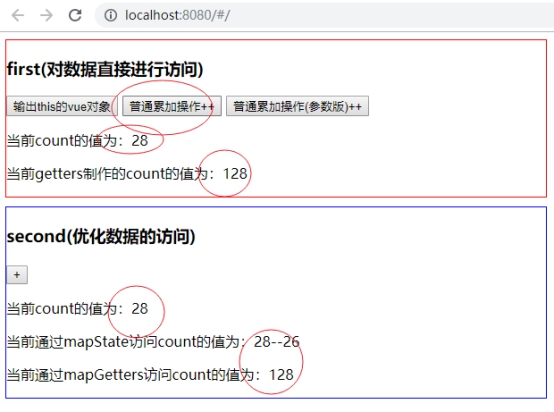 localhost:8080/#/
first(对数据直接进行访问)
输出this的vue对象 普通累加操作++ 普通累加操作(参数版)++
当前count的值为：28
当前getters制作的count的值为：128
second(优化数据的访问)
+
当前count的值为：28
当前通过mapState访问count的值为：28--26
当前通过mapGetters访问count的值为：128